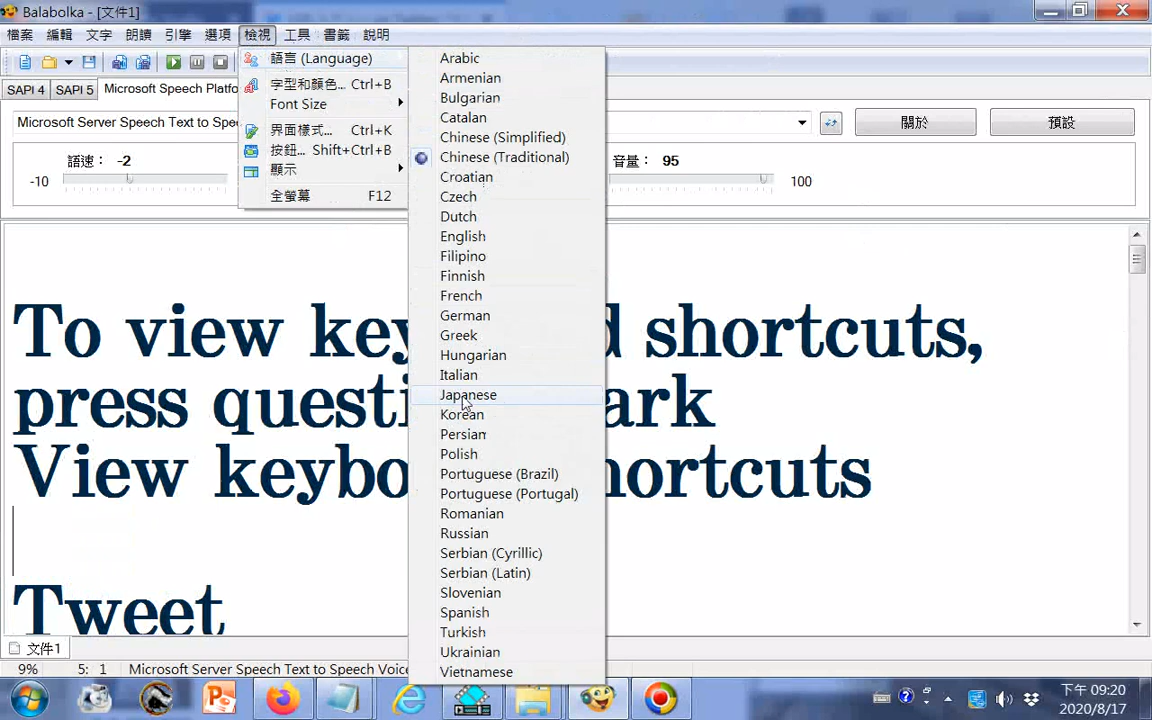 Balabolka - [文件1]
檔案 編輯 文字 朗讀 引擎 選項 檢視 工具 書籤 說明
語言 (Language)
字型和顏色... Ctrl+B
Font Size
界面樣式... Ctrl+K
按鈕... Shift+Ctrl+B
顯示
全螢幕 F12
Arabic
Armenian
Bulgarian
Catalan
Chinese (Simplified)
Chinese (Traditional)
Croatian
Czech
Dutch
English
Filipino
Finnish
French
German
Greek
Hungarian
Italian
Japanese
Korean
Persian
Polish
Portuguese (Brazil)
Portuguese (Portugal)
Romanian
Russian
Serbian (Cyrillic)
Serbian (Latin)
Slovenian
Spanish
Turkish
Ukrainian
Vietnamese
SAPI 4 SAPI 5 Microsoft Speech Platfo
Microsoft Server Speech Text to Spee
關於 預設
語速： -2 音量： 95
-10 100
To view key d shortcuts,
press questi ark
View keybo hortcuts
Tweet
文件1
9% 5: 1 Microsoft Server Speech Text to Speech Voice
下午 09:20
2020/8/17